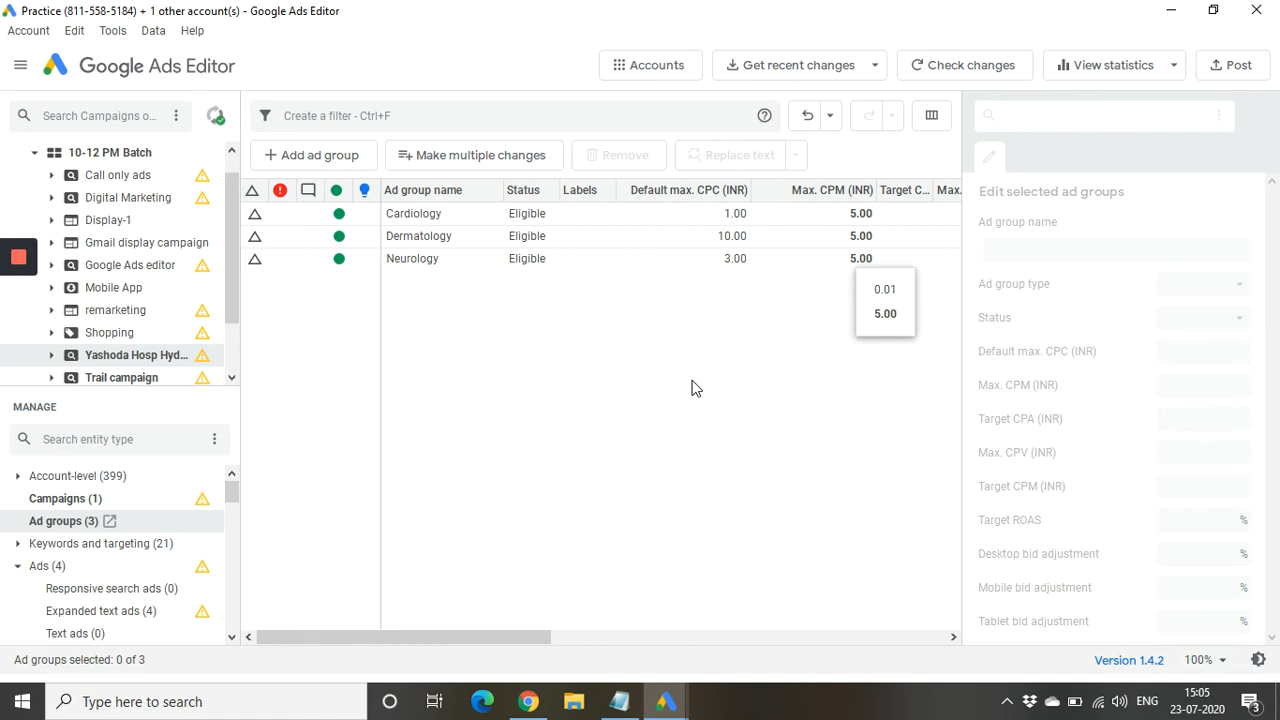 Practice (811-558-5184) + 1 other account(s) - Google Ads Editor
Account Edit Tools Data Help
Google Ads Editor
Accounts
Get recent changes
Check changes
View statistics
Post
Search Campaigns o...
Create a filter - Ctrl+F
10-12 PM Batch
Call only ads
Digital Marketing
Display-1
Gmail display campaign
Google Ads editor
Mobile App
remarketing
Shopping
Yashoda Hosp Hyd...
Trail campaign
MANAGE
Search entity type
Account-level (399)
Campaigns (1)
Ad groups (3)
Keywords and targeting (21)
Ads (4)
Responsive search ads (0)
Expanded text ads (4)
Text ads (0)
Add ad group
Make multiple changes
Remove
Replace text
Ad group name Status Labels Default max. CPC (INR) Max. CPM (INR) Target C... Max.
Cardiology Eligible 1.00 5.00
Dermatology Eligible 10.00 5.00
Neurology Eligible 3.00 5.00
0.01
5.00
Edit selected ad groups
Ad group name
Ad group type
Status
Default max. CPC (INR)
Max. CPM (INR)
Target CPA (INR)
Max. CPV (INR)
Target CPM (INR)
Target ROAS %
Desktop bid adjustment %
Mobile bid adjustment %
Tablet bid adjustment %
Ad groups selected: 0 of 3
Version 1.4.2 100%
Type here to search
ENG
15:05
23-07-2020
3